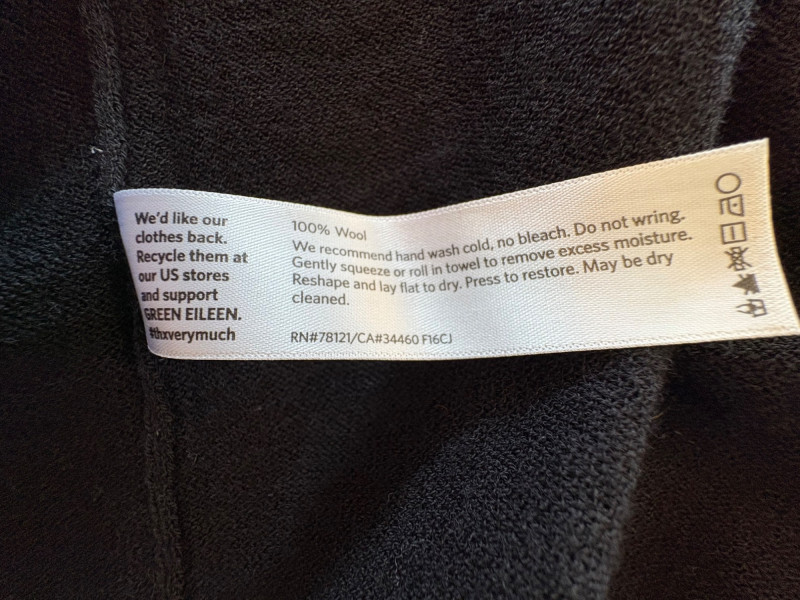 We'd like our
clothes back.
Recycle them at
our US stores
and support
GREEN EILEEN.
#thxverymuch
100% Wool
We recommend hand wash cold, no bleach. Do not wring.
Gently squeeze or roll in towel to remove excess moisture.
Reshape and lay flat to dry. Press to restore. May be dry
cleaned.
RN#78121/CA#34460 F16CJ